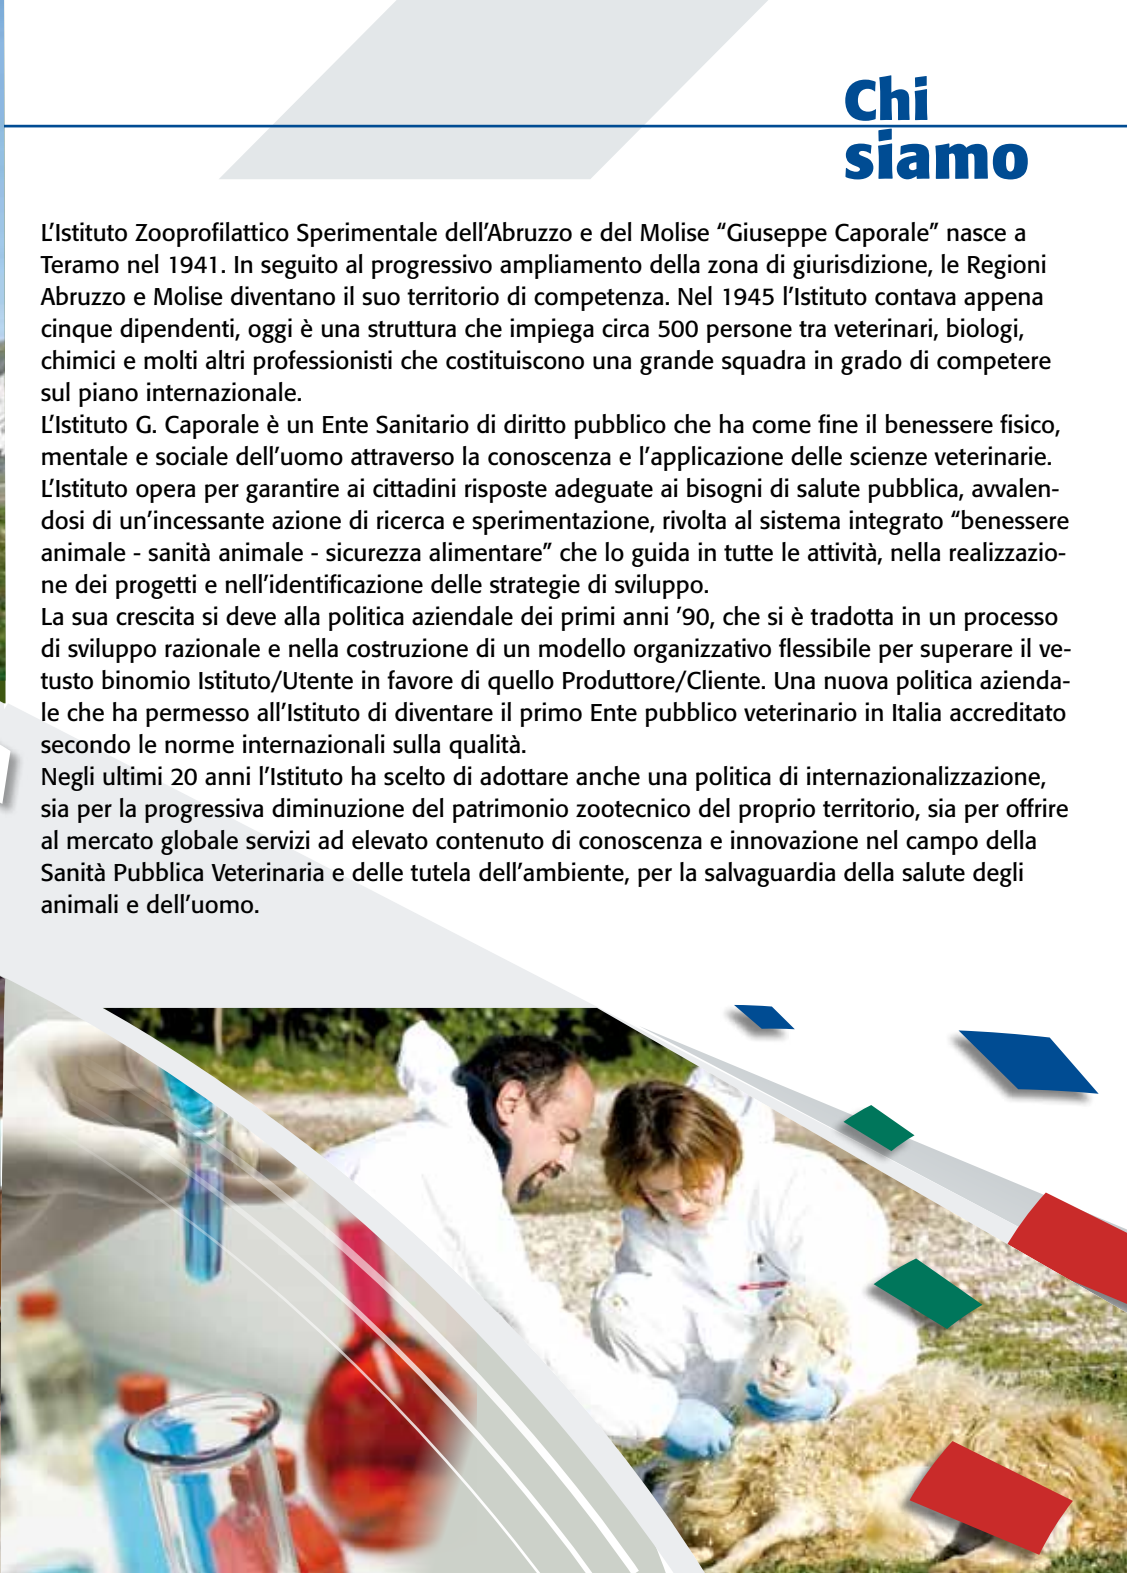 Chi
siamo
L’Istituto Zooprofilattico Sperimentale dell’Abruzzo e del Molise “Giuseppe Caporale” nasce a
Teramo nel 1941. In seguito al progressivo ampliamento della zona di giurisdizione, le Regioni
Abruzzo e Molise diventano il suo territorio di competenza. Nel 1945 l’Istituto contava appena
cinque dipendenti, oggi è una struttura che impiega circa 500 persone tra veterinari, biologi,
chimici e molti altri professionisti che costituiscono una grande squadra in grado di competere
sul piano internazionale.
L’Istituto G. Caporale è un Ente Sanitario di diritto pubblico che ha come fine il benessere fisico,
mentale e sociale dell’uomo attraverso la conoscenza e l’applicazione delle scienze veterinarie.
L’Istituto opera per garantire ai cittadini risposte adeguate ai bisogni di salute pubblica, avvalen-
dosi di un’incessante azione di ricerca e sperimentazione, rivolta al sistema integrato “benessere
animale - sanità animale - sicurezza alimentare” che lo guida in tutte le attività, nella realizzazio-
ne dei progetti e nell’identificazione delle strategie di sviluppo.
La sua crescita si deve alla politica aziendale dei primi anni ’90, che si è tradotta in un processo
di sviluppo razionale e nella costruzione di un modello organizzativo flessibile per superare il ve-
tusto binomio Istituto/Utente in favore di quello Produttore/Cliente. Una nuova politica azienda-
le che ha permesso all’Istituto di diventare il primo Ente pubblico veterinario in Italia accreditato
secondo le norme internazionali sulla qualità.
Negli ultimi 20 anni l’Istituto ha scelto di adottare anche una politica di internazionalizzazione,
sia per la progressiva diminuzione del patrimonio zootecnico del proprio territorio, sia per offrire
al mercato globale servizi ad elevato contenuto di conoscenza e innovazione nel campo della
Sanità Pubblica Veterinaria e delle tutela dell’ambiente, per la salvaguardia della salute degli
animali e dell’uomo.